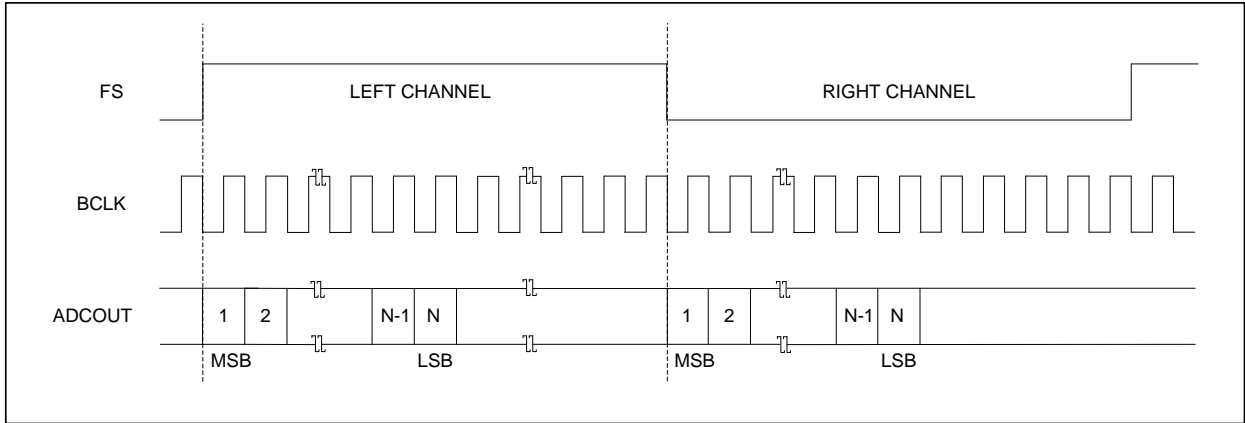 FS
LEFT CHANNEL
RIGHT CHANNEL
BCLK
ADCOUT
1 2 N-1 N
1 2 N-1 N
MSB LSB
MSB LSB